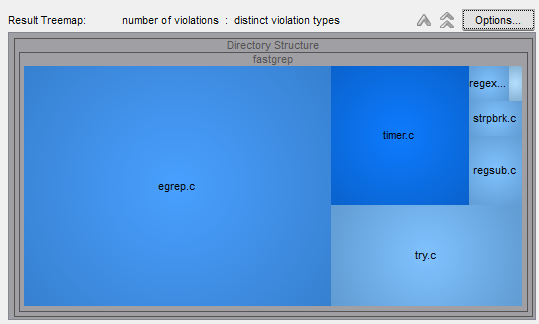 Result Treemap: number of violations : distinct violation types Options...
Directory Structure
fastgrep
egrep.c
timer.c
regex...
strpbrk.c
regsub.c
try.c